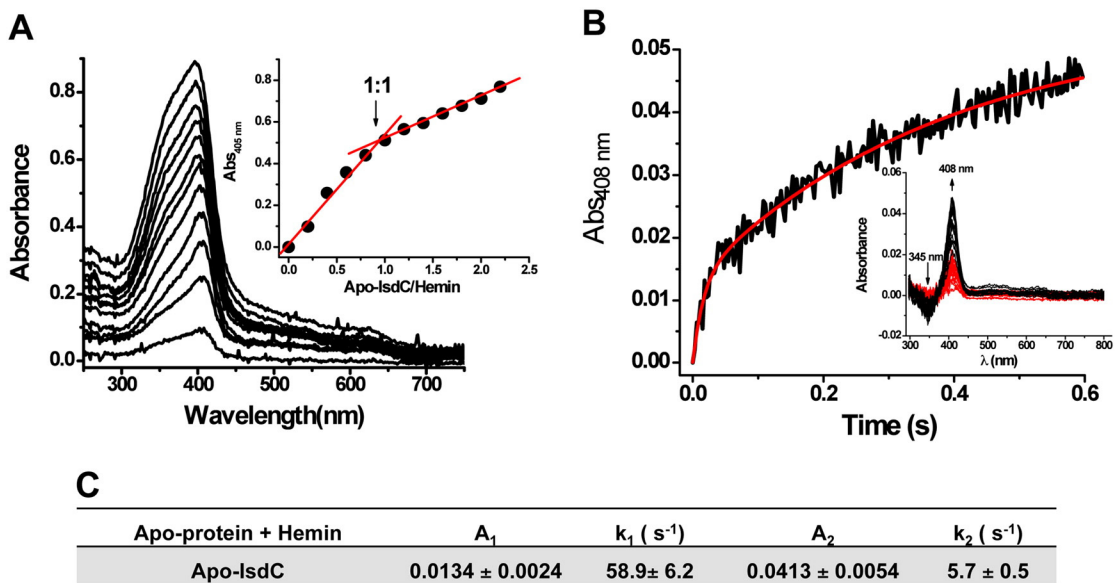 A
Absorbance
0.8
0.6
0.4
0.2
0.1
0.0
300 400 500 600 700
Wavelength(nm)
Abs405 nm
0.8
0.6
0.4
0.2
0.0
1:1
0.0 0.5 1.0 1.5 2.0 2.5
Apo-IsdC/Hemin
B
Abs408 nm
0.05
0.04
0.03
0.02
0.01
0.00
0.0 0.2 0.4 0.6
Time (s)
Absorbance
408 nm
0.06
0.04
345 nm
0.02
0.00
-0.02
300 400 500 600 700 800
λ (nm)
C
Apo-protein + Hemin A1 k1 ( s-1) A2 k2 ( s-1)
Apo-IsdC 0.0134 ± 0.0024 58.9± 6.2 0.0413 ± 0.0054 5.7 ± 0.5